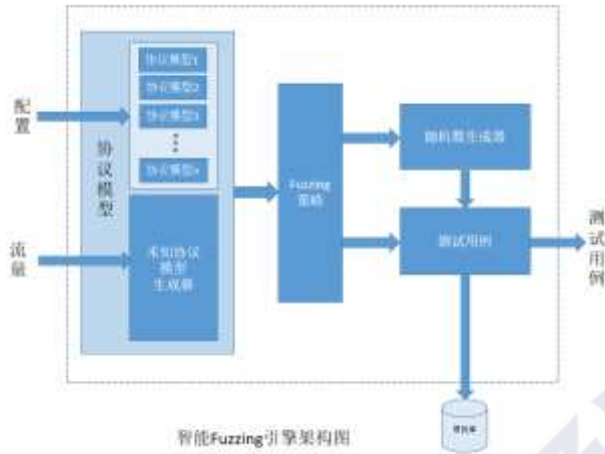 协议模型1
协议模型2
协议模型3
协议模型n
配置
协议模型
流量
未知协议
模型
生成器
Fuzzing
策略
随机数生成器
测试用例
测试用例
智能Fuzzing引擎架构图